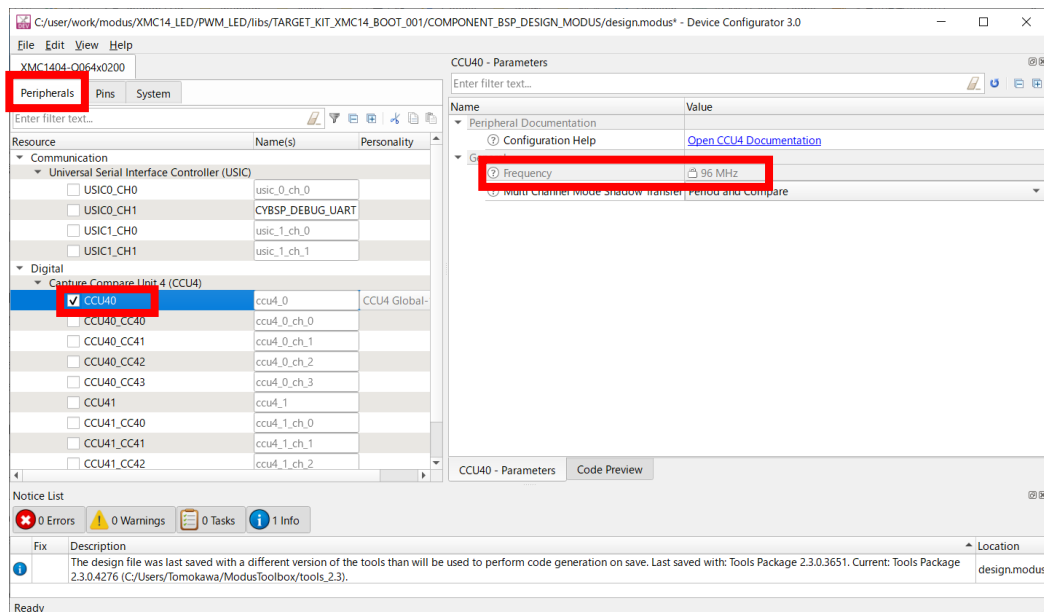 C:/user/work/modus/XMC14_LED/PWM_LED/libs/TARGET_KIT_XMC14_BOOT_001/COMPONENT_BSP_DESIGN_MODUS/design.modus* - Device Configurator 3.0
File Edit View Help
XMC1404-Q064x0200
Peripherals Pins System
Enter filter text...
Resource Name(s) Personality
Communication
Universal Serial Interface Controller (USIC)
USIC0_CH0 usic_0_ch_0
USIC0_CH1 CYBSP_DEBUG_UART
USIC1_CH0 usic_1_ch_0
USIC1_CH1 usic_1_ch_1
Digital
Capture Compare Unit 4 (CCU4)
CCU40 ccu4_0 CCU4 Global-
CCU40_CC40 ccu4_0_ch_0
CCU40_CC41 ccu4_0_ch_1
CCU40_CC42 ccu4_0_ch_2
CCU40_CC43 ccu4_0_ch_3
CCU41 ccu4_1
CCU41_CC40 ccu4_1_ch_0
CCU41_CC41 ccu4_1_ch_1
CCU41_CC42 ccu4_1_ch_2
CCU40 - Parameters
Enter filter text...
Name Value
Peripheral Documentation
Configuration Help Open CCU4 Documentation
Frequency 96 MHz
Multi Channel Mode Shadow Transfer Period and Compare
CCU40 - Parameters Code Preview
Notice List
0 Errors 0 Warnings 0 Tasks 1 Info
Fix Description Location
The design file was last saved with a different version of the tools than will be used to perform code generation on save. Last saved with: Tools Package 2.3.0.3651. Current: Tools Package
2.3.0.4276 (C:/Users/Tomokawa/ModusToolbox/tools_2.3). design.modus
Ready